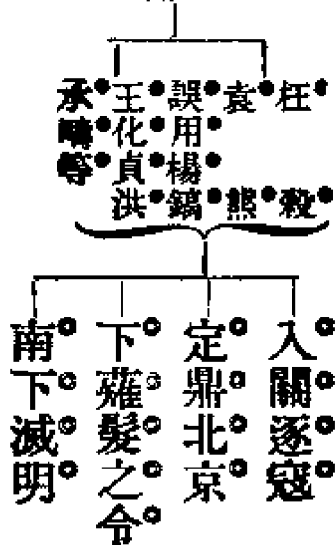 枉殺
袁熊
誤用楊鎬
王化貞洪
承疇等
入關逐寇
定鼎北京
下薙髮之令
南下滅明